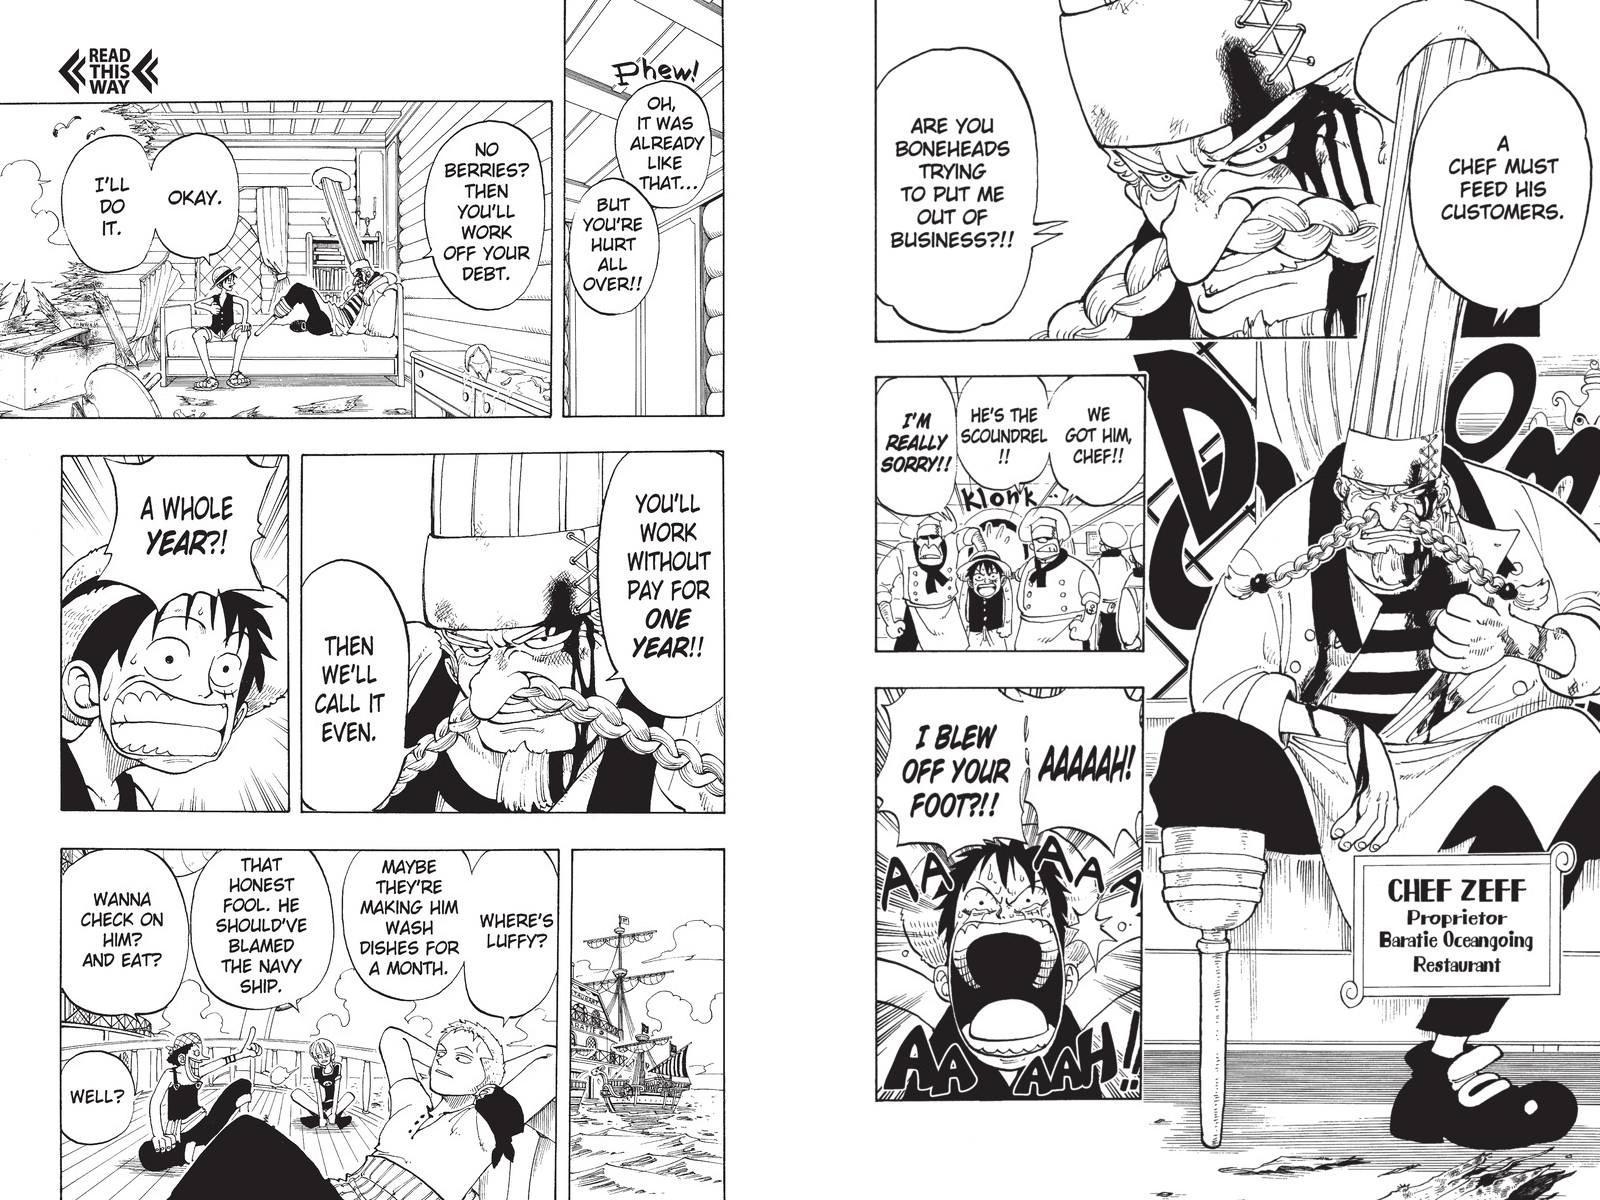 A
CHEF MUST
FEED HIS
CUSTOMERS.
ARE YOU
BONEHEADS
TRYING
TO PUT ME
OUT OF
BUSINESS?!!
DOOM
WE
GOT HIM,
CHEF!!
HE'S THE
SCOUNDREL
!!
I'M
REALLY
SORRY!!
Klonk
AAAAAH!
I BLEW
OFF YOUR
FOOT?!!
AAAAA
AAAAAH!!
CHEF ZEFF
Proprietor
Baratie Oceangoing
Restaurant
READ
THIS
WAY
Phew!
OH,
IT WAS
ALREADY
LIKE
THAT...
BUT
YOU'RE
HURT
ALL
OVER!!
NO
BERRIES?
THEN
YOU'LL
WORK
OFF YOUR
DEBT.
OKAY.
I'LL
DO
IT.
YOU'LL
WORK
WITHOUT
PAY FOR
ONE
YEAR!!
THEN
WE'LL
CALL IT
EVEN.
A WHOLE
YEAR?!
WHERE'S
LUFFY?
MAYBE
THEY'RE
MAKING HIM
WASH
DISHES FOR
A MONTH.
THAT
HONEST
FOOL. HE
SHOULD'VE
BLAMED
THE NAVY
SHIP.
WANNA
CHECK ON
HIM?
AND EAT?
WELL?